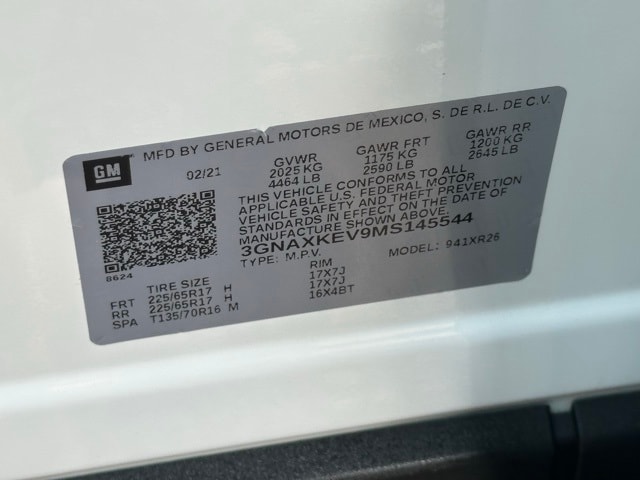 MFD BY GENERAL MOTORS DE MEXICO, S. DE R.L. DE C.V.
GM
02/21
GVWR GAWR FRT GAWR RR
2025 KG 1175 KG 1200 KG
4464 LB 2590 LB 2645 LB
THIS VEHICLE CONFORMS TO ALL
APPLICABLE U.S. FEDERAL MOTOR
VEHICLE SAFETY AND THEFT PREVENTION
STANDARDS IN EFFECT ON THE DATE OF
MANUFACTURE SHOWN ABOVE.
3GNAXKEV9MS145544
TYPE: M.P.V. MODEL: 941XR26
8624
TIRE SIZE RIM
FRT 225/65R17 H 17X7J
RR 225/65R17 H 17X7J
SPA T135/70R16 M 16X4BT